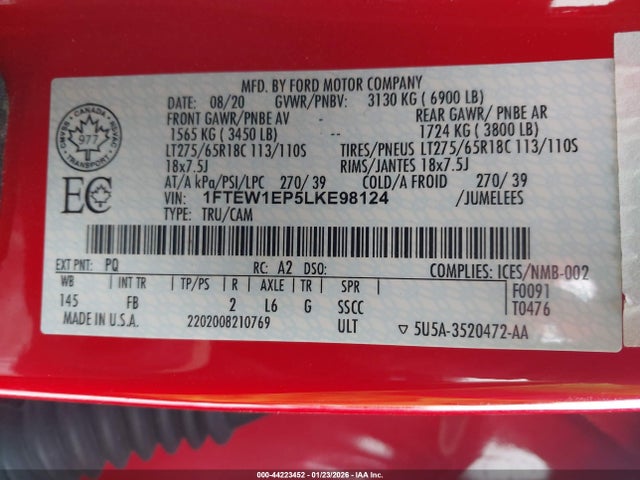 MFD. BY FORD MOTOR COMPANY
DATE: 08/20 GVWR/PNBV: 3130 KG ( 6900 LB)
FRONT GAWR/PNBE AV REAR GAWR/ PNBE AR
1565 KG ( 3450 LB) -- 1724 KG ( 3800 LB)
LT275/65R18C 113/110S TIRES/PNEUS LT275/65R18C 113/110S
18x7.5J RIMS/JANTES 18x7.5J
AT/A kPa/PSI/LPC 270/ 39 COLD/A FROID 270/ 39
VIN: 1FTEW1EP5LKE98124 /JUMELEES
TYPE: TRU/CAM
CANADA
977
TRANSPORT
EC
EXT PNT: PQ RC: A2 DSO: COMPLIES: ICES/NMB-002
WB INT TR TP/PS R AXLE TR SPR F0091
145 FB 2 L6 G SSCC T0476
MADE IN U.S.A. 2202008210769 ULT 5U5A-3520472-AA
000-44223452 - 01/23/2026 - IAA Inc.